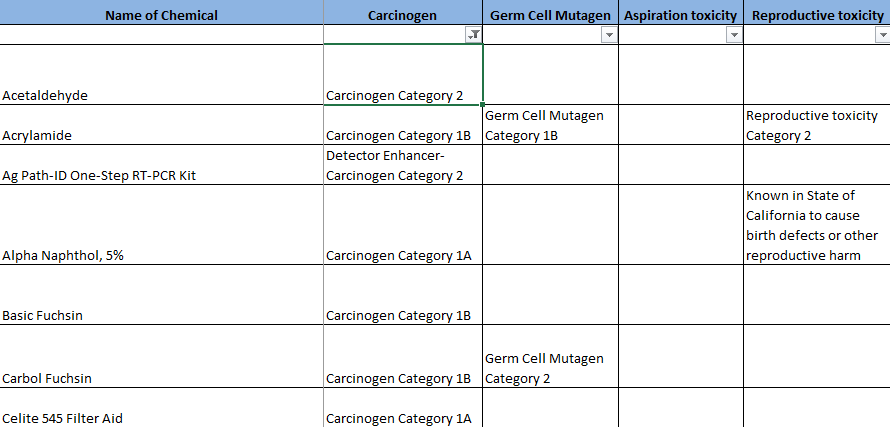 Name of Chemical Carcinogen Germ Cell Mutagen Aspiration toxicity Reproductive toxicity
Acetaldehyde Carcinogen Category 2
Acrylamide Carcinogen Category 1B Germ Cell Mutagen
Category 1B Reproductive toxicity
Category 2
Ag Path-ID One-Step RT-PCR Kit Detector Enhancer-
Carcinogen Category 2
Alpha Naphthol, 5% Carcinogen Category 1A Known in State of
California to cause
birth defects or other
reproductive harm
Basic Fuchsin Carcinogen Category 1B
Carbol Fuchsin Carcinogen Category 1B Germ Cell Mutagen
Category 2
Celite 545 Filter Aid Carcinogen Category 1A